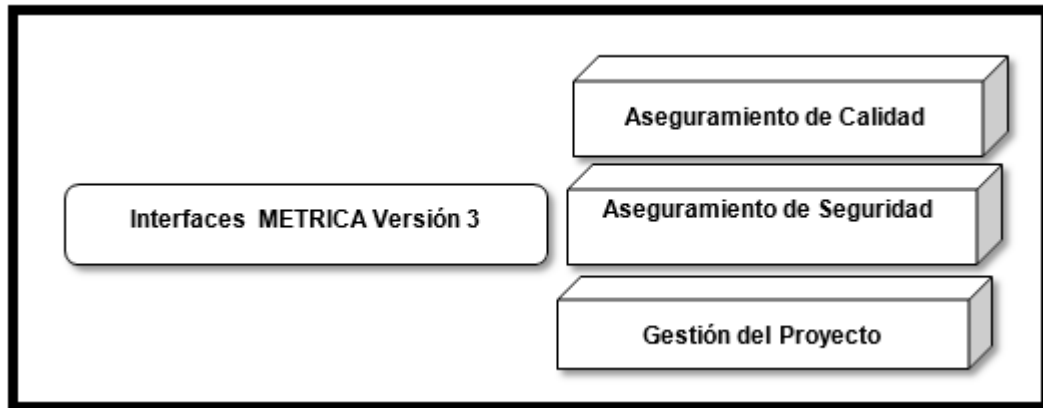 Aseguramiento de Calidad
Interfaces METRICA Versión 3
Aseguramiento de Seguridad
Gestión del Proyecto